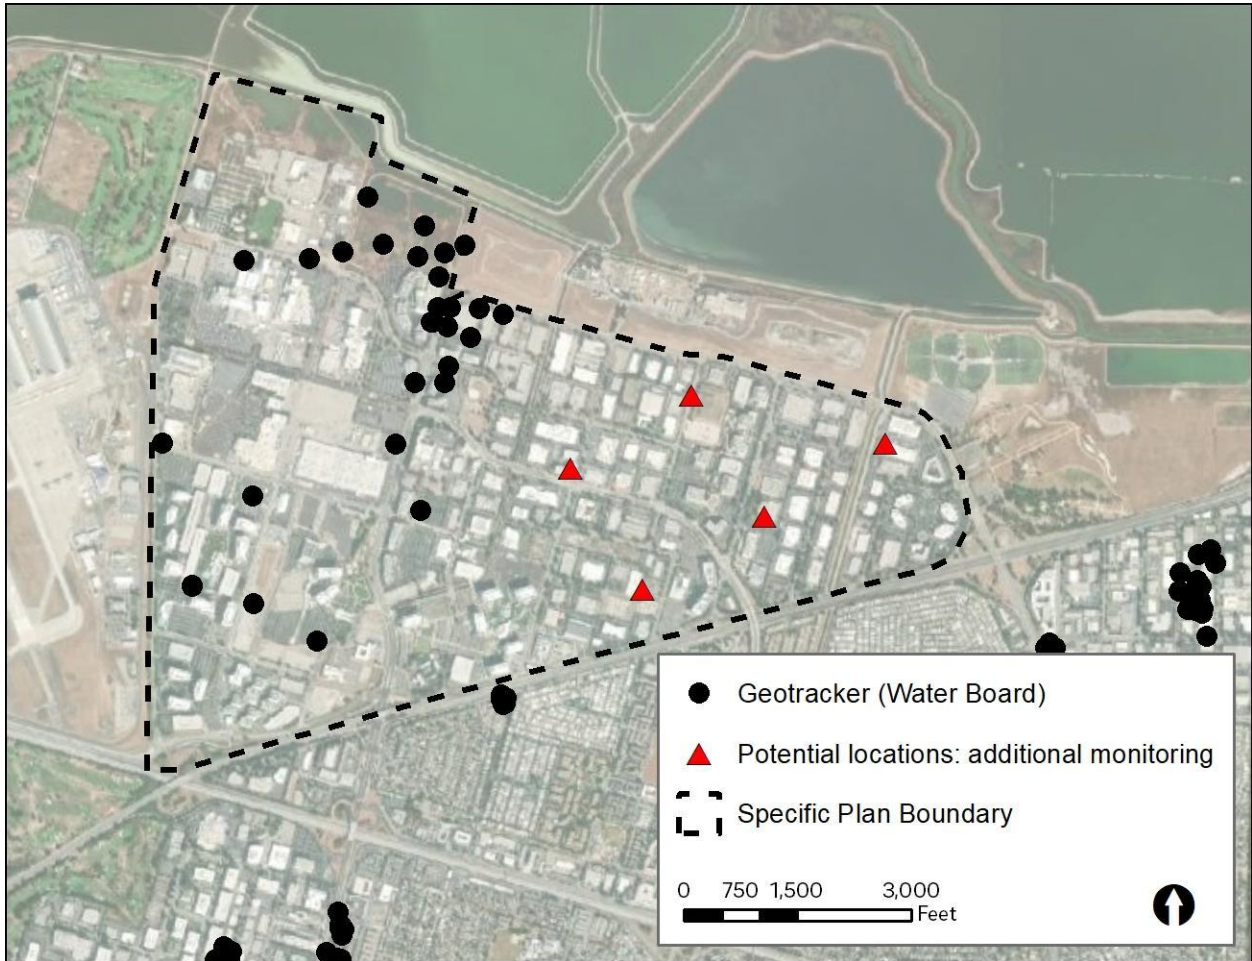 Geotracker (Water Board)
Potential locations: additional monitoring
Specific Plan Boundary
0 750 1,500 3,000
Feet